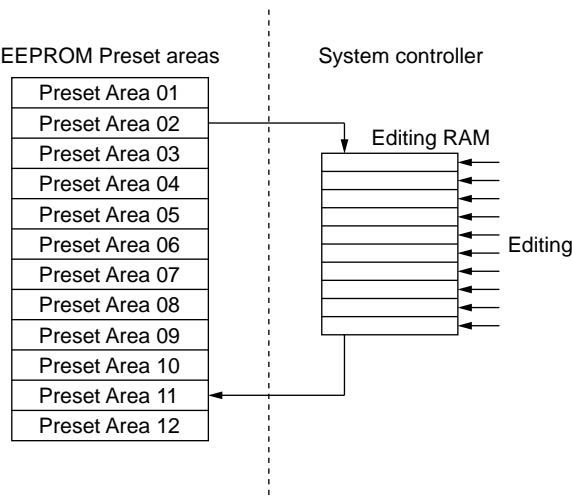 EEPROM Preset areas
System controller
Preset Area 01
Preset Area 02
Preset Area 03
Preset Area 04
Preset Area 05
Preset Area 06
Preset Area 07
Preset Area 08
Preset Area 09
Preset Area 10
Preset Area 11
Preset Area 12
Editing RAM
Editing